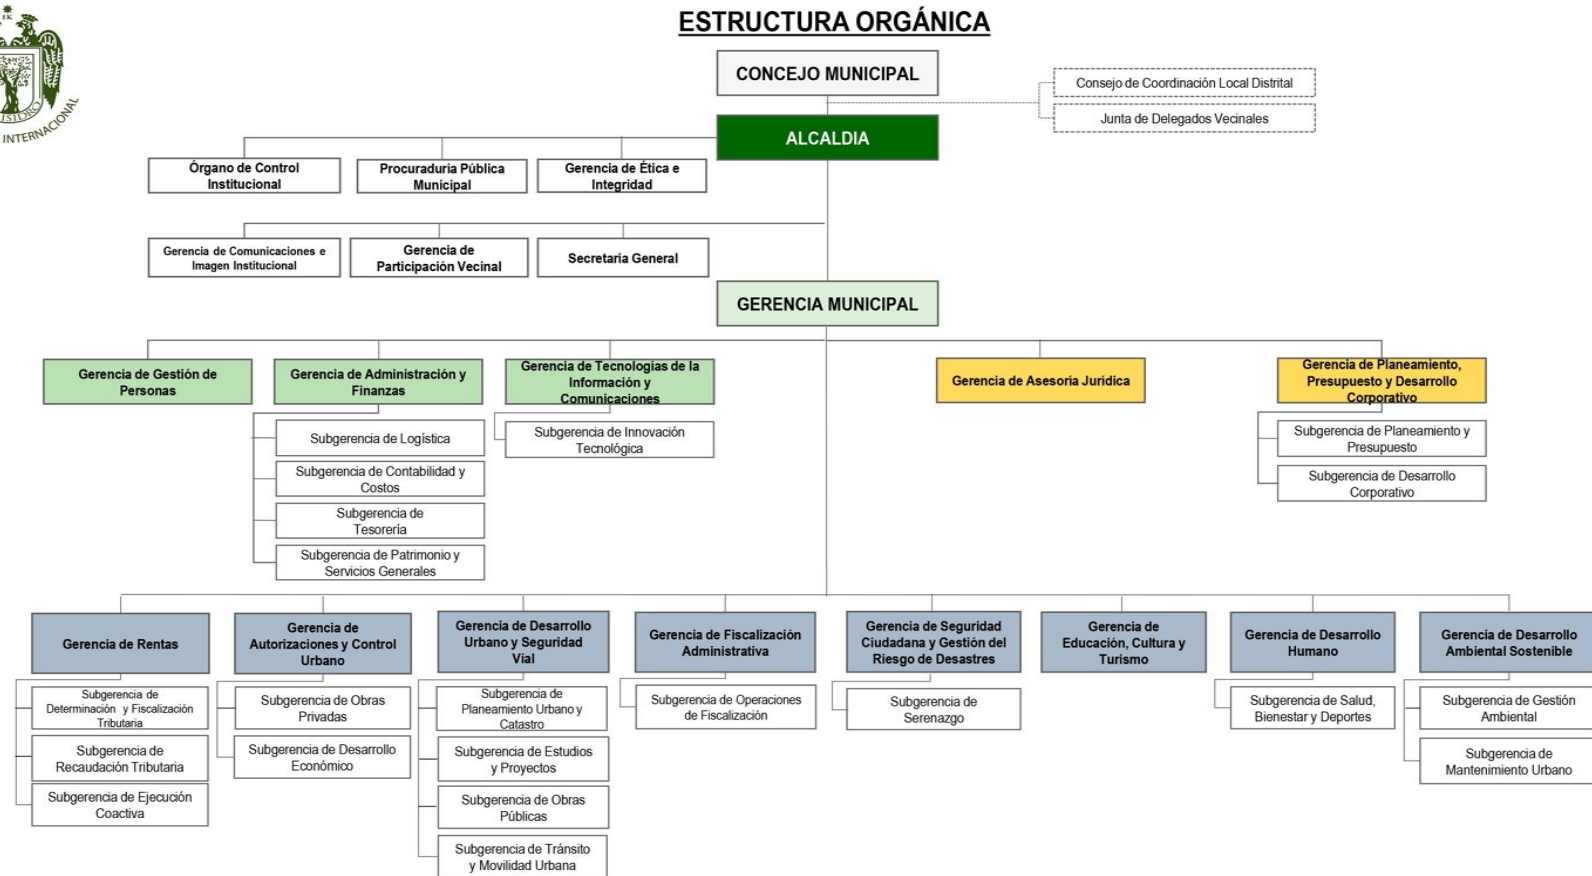 ESTRUCTURA ORGÁNICA
IK
ISIDRO
INTERNACIONAL
CONCEJO MUNICIPAL
Consejo de Coordinación Local Distrital
Junta de Delegados Vecinales
ALCALDIA
Órgano de Control
Institucional
Procuraduría Pública
Municipal
Gerencia de Ética e
Integridad
Gerencia de Comunicaciones e
Imagen Institucional
Gerencia de
Participación Vecinal
Secretaria General
GERENCIA MUNICIPAL
Gerencia de Gestión de
Personas
Gerencia de Administración y
Finanzas
Subgerencia de Logística
Subgerencia de Contabilidad y
Costos
Subgerencia de
Tesorería
Subgerencia de Patrimonio y
Servicios Generales
Gerencia de Tecnologías de la
Información y
Comunicaciones
Subgerencia de Innovación
Tecnológica
Gerencia de Asesoría Jurídica
Gerencia de Planeamiento,
Presupuesto y Desarrollo
Corporativo
Subgerencia de Planeamiento y
Presupuesto
Subgerencia de Desarrollo
Corporativo
Gerencia de Rentas
Subgerencia de
Determinación y Fiscalización
Tributaria
Subgerencia de
Recaudación Tributaria
Subgerencia de Ejecución
Coactiva
Gerencia de
Autorizaciones y Control
Urbano
Subgerencia de Obras
Privadas
Subgerencia de Desarrollo
Económico
Gerencia de Desarrollo
Urbano y Seguridad
Vial
Subgerencia de
Planeamiento Urbano y
Catastro
Subgerencia de Estudios
y Proyectos
Subgerencia de Obras
Públicas
Subgerencia de Tránsito
y Movilidad Urbana
Gerencia de Fiscalización
Administrativa
Subgerencia de Operaciones
de Fiscalización
Gerencia de Seguridad
Ciudadana y Gestión del
Riesgo de Desastres
Subgerencia de
Serenazgo
Gerencia de
Educación, Cultura y
Turismo
Gerencia de Desarrollo
Humano
Subgerencia de Salud,
Bienestar y Deportes
Gerencia de Desarrollo
Ambiental Sostenible
Subgerencia de Gestión
Ambiental
Subgerencia de
Mantenimiento Urbano